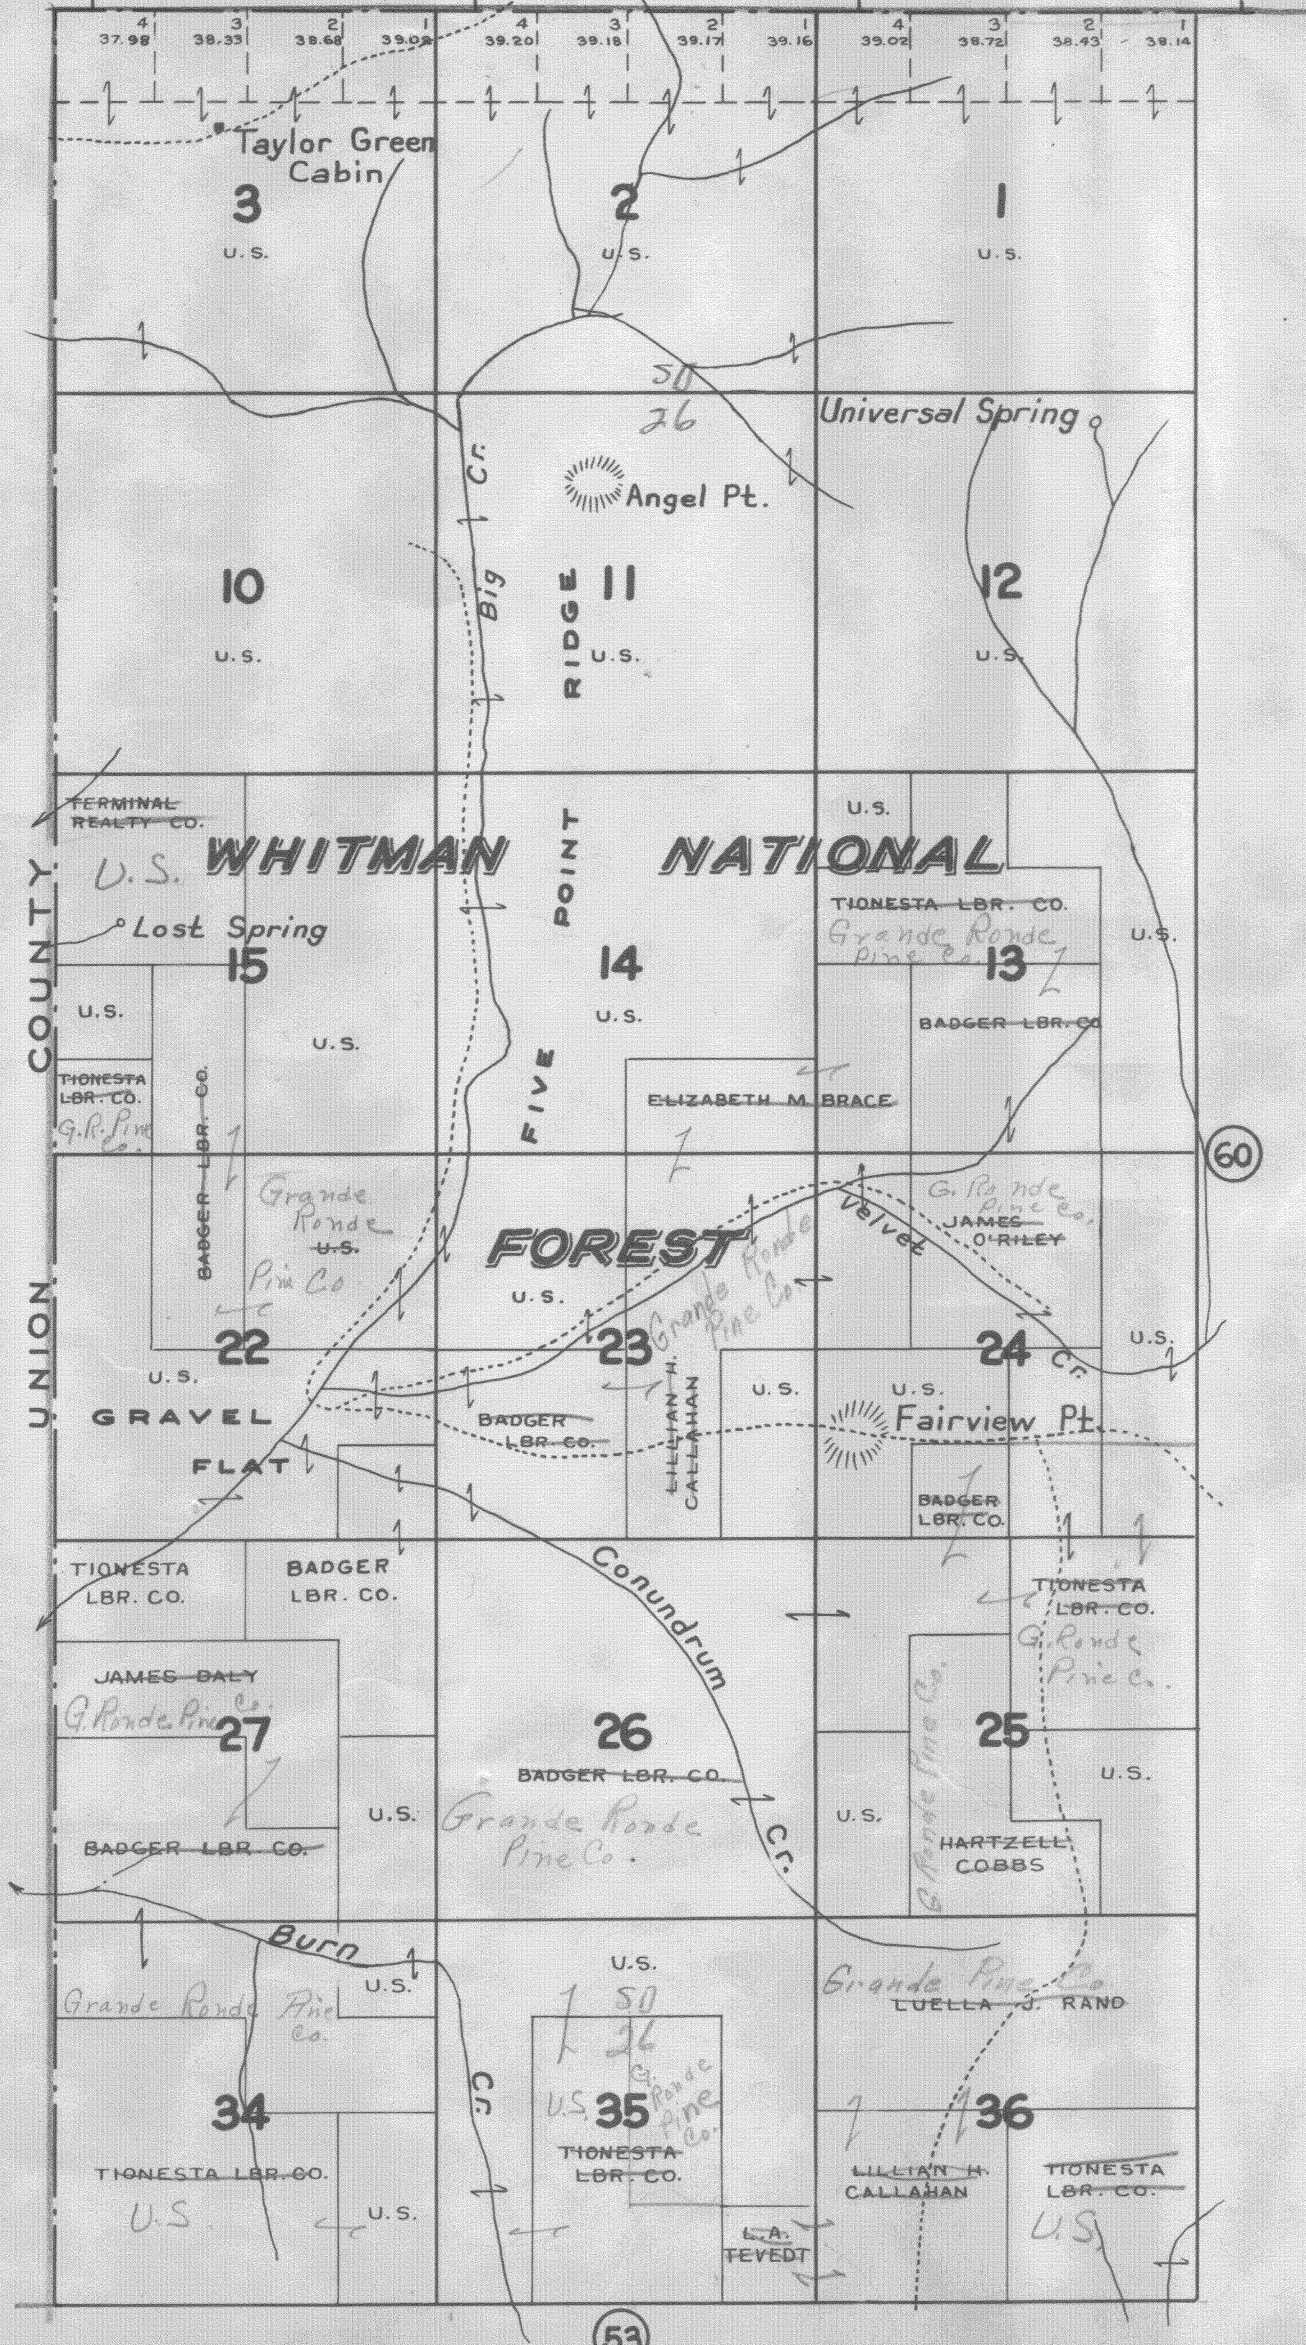 4 3 2 1 4 3 2 1 4 3 2 1
37.98 38.33 38.68 39.02 39.20 39.18 39.17 39.16 39.02 38.72 38.43 38.14
Taylor Green
Cabin
3
U.S.
2
U.S.
1
U.S.
SO
26
Universal Spring
Cr.
Angel Pt.
10
U.S.
Big
RIDGE
11
U.S.
12
U.S.
TERMINAL
REALTY CO.
U.S.
WHITMAN NATIONAL
U.S.
POINT
TIONESTA LBR. CO.
Grande Ronde
Pine Co.
U.S.
Lost Spring
15
14
13
U.S.
U.S.
U.S.
BADGER LBR. CO.
COUNTY
FIVE
TIONESTA
LBR. CO.
G.R. Pine
Co.
BADGER LBR. CO.
ELIZABETH M BRACE
60
Grande
Ronde
U.S.
Pine Co
FOREST
U.S.
Grande Ronde
Pine Co.
Velvet
G. Ronde
Pine Co.
JAMES
O'RILEY
UNION
22
23
24
U.S.
U.S.
Cr.
GRAVEL
FLAT
BADGER
LBR. CO.
LILLIAN H.
CALLAHAN
U.S.
U.S.
Fairview Pt.
BADGER
LBR. CO.
TIONESTA
LBR. CO.
BADGER
LBR. CO.
Conundrum
TIONESTA
LBR. CO.
G. Ronde
Pine C.
JAMES DALY
G. Ronde Pine Co.
27
26
25
BADGER LBR. CO.
Grande Ronde
Pine Co.
G Ronde Pine Co.
U.S.
U.S.
U.S.
BADGER LBR. CO.
Cr.
HARTZELL
COBBS
Burn
U.S.
U.S.
Grande Ronde Pine
Co.
SO
26
Grande Pine Co
LUELLA J. RAND
34
Cr.
U.S.
35
G.
Ronde
Pine
Co.
36
TIONESTA LBR. CO.
U.S
U.S.
TIONESTA
LBR CO.
LILLIAN H.
CALLAHAN
TIONESTA
LBR. CO.
U.S.
L.A.
TEVEDT
53